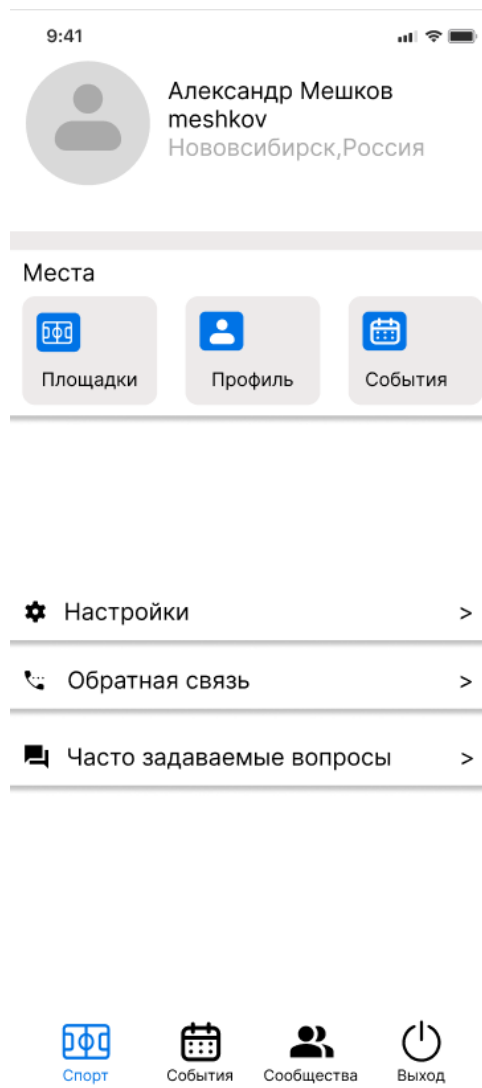 9:41
Александр Мешков
meshkov
Нововсибирск,Россия
Места
Площадки
Профиль
События
Настройки >
Обратная связь >
Часто задаваемые вопросы >
Спорт
События
Сообщества
Выход